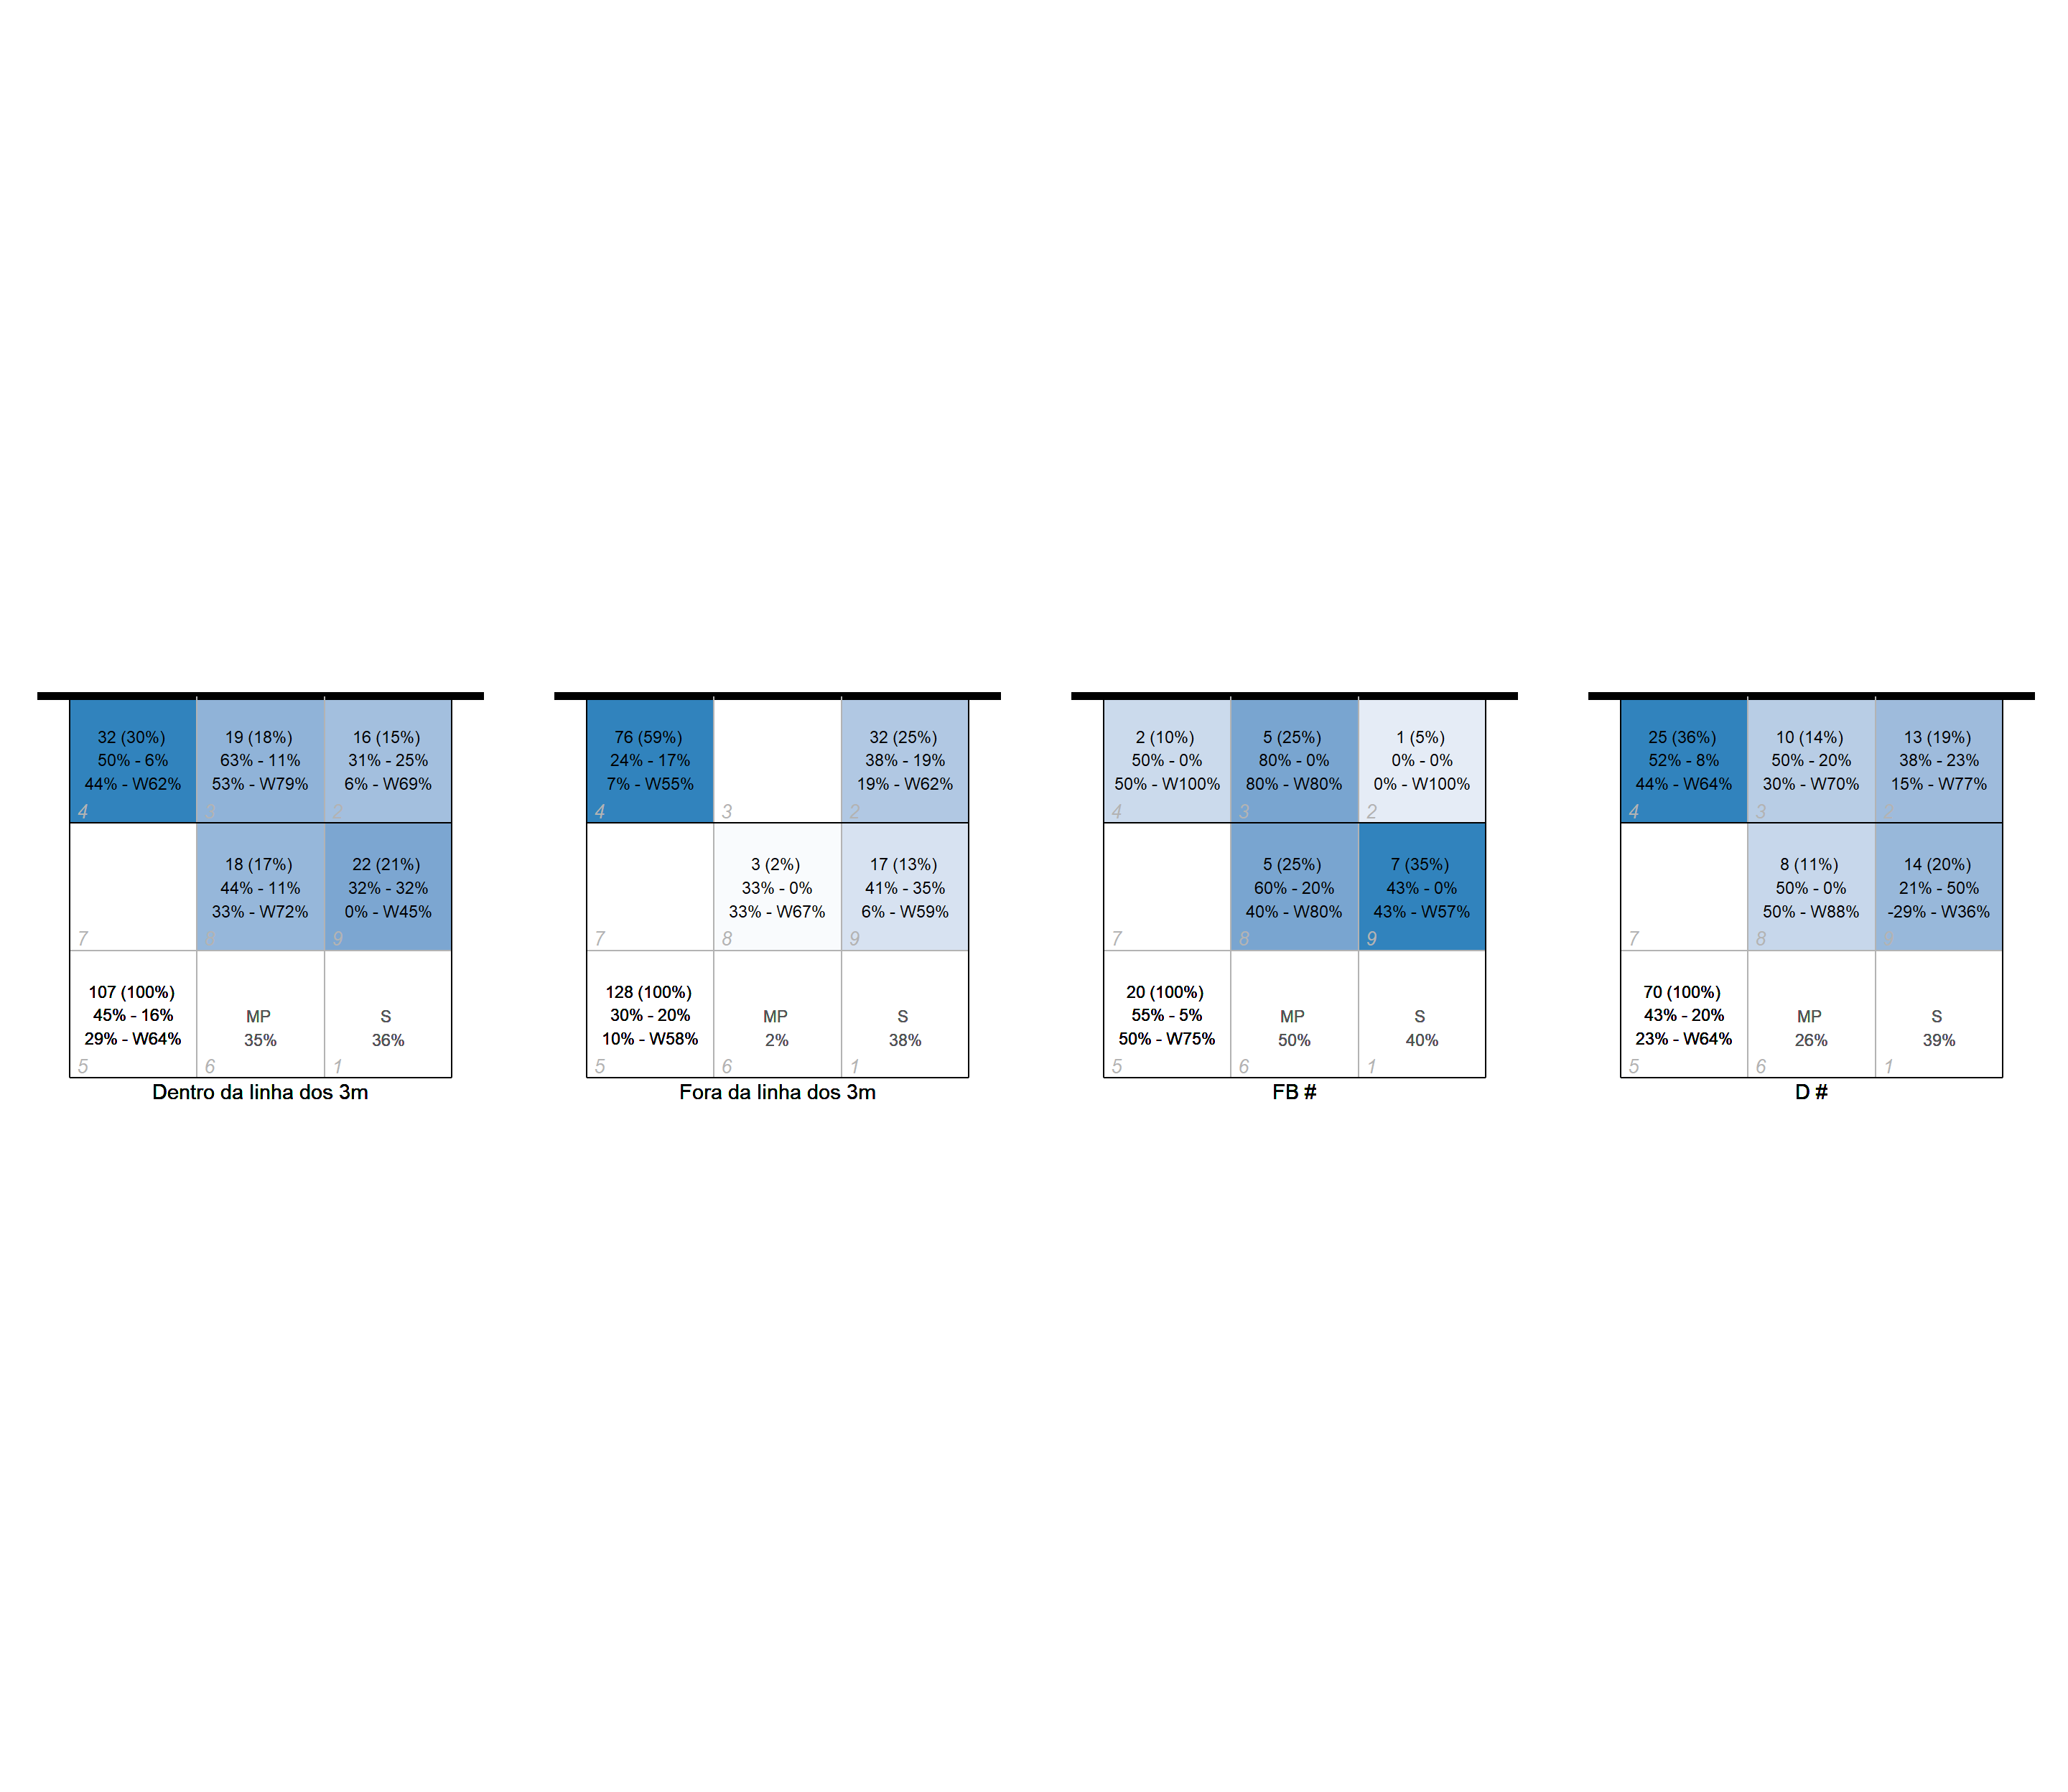 32 (30%)
50% - 6%
44% - W62%
4
19 (18%)
63% - 11%
53% - W79%
3
16 (15%)
31% - 25%
6% - W69%
2
7
18 (17%)
44% - 11%
33% - W72%
8
22 (21%)
32% - 32%
0% - W45%
9
107 (100%)
45% - 16%
29% - W64%
5
MP
35%
6
S
36%
1
Dentro da linha dos 3m
76 (59%)
24% - 17%
7% - W55%
4
3
32 (25%)
38% - 19%
19% - W62%
2
7
3 (2%)
33% - 0%
33% - W67%
8
17 (13%)
41% - 35%
6% - W59%
9
128 (100%)
30% - 20%
10% - W58%
5
MP
2%
6
S
38%
1
Fora da linha dos 3m
2 (10%)
50% - 0%
50% - W100%
4
5 (25%)
80% - 0%
80% - W80%
3
1 (5%)
0% - 0%
0% - W100%
2
7
5 (25%)
60% - 20%
40% - W80%
8
7 (35%)
43% - 0%
43% - W57%
9
20 (100%)
55% - 5%
50% - W75%
5
MP
50%
6
S
40%
1
FB #
25 (36%)
52% - 8%
44% - W64%
4
10 (14%)
50% - 20%
30% - W70%
3
13 (19%)
38% - 23%
15% - W77%
7
8 (11%)
50% - 0%
50% - W88%
8
14 (20%)
21% - 50%
-29% - W36%
70 (100%)
43% - 20%
23% - W64%
5
MP
26%
6
S
39%
1
D #